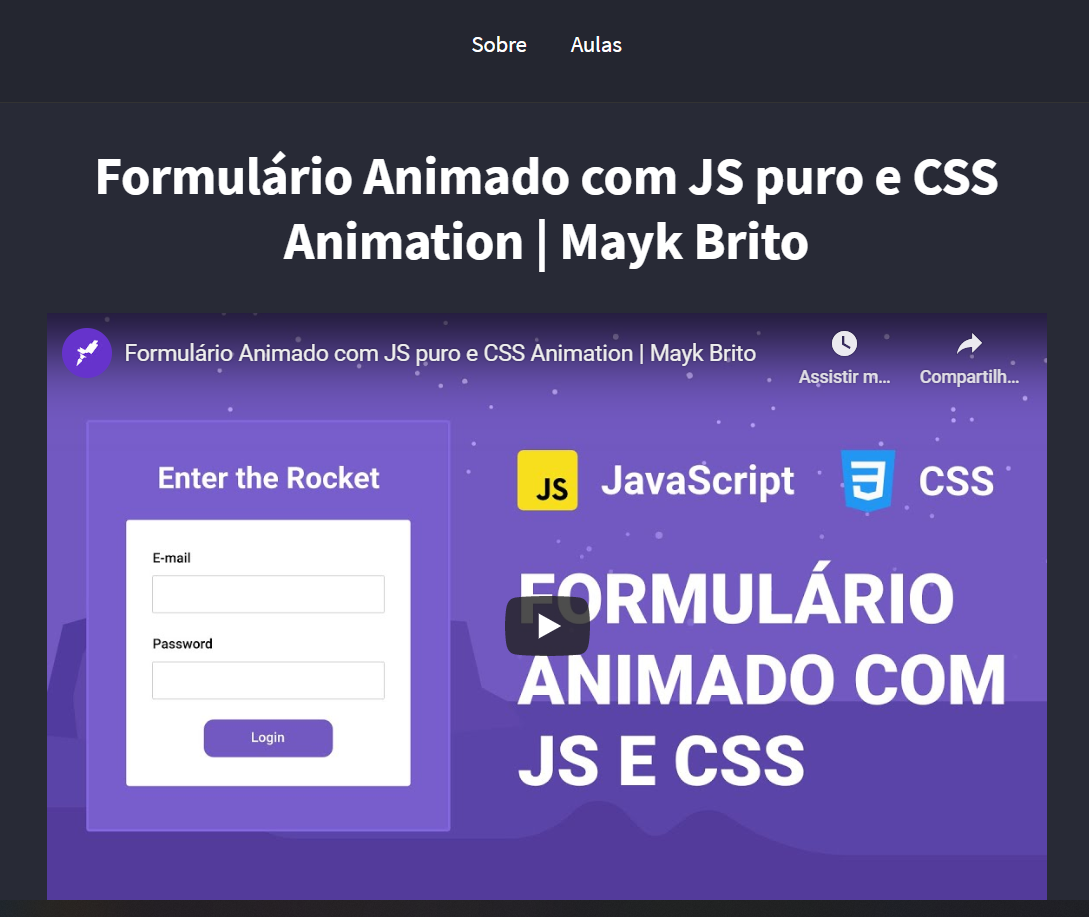 Sobre Aulas
Formulário Animado com JS puro e CSS
Animation | Mayk Brito
Formulário Animado com JS puro e CSS Animation | Mayk Brito
Assistir m... Compartilh...
Enter the Rocket
JS JavaScript CSS
E-mail
FORMULÁRIO
Password
ANIMADO COM
Login
JS E CSS